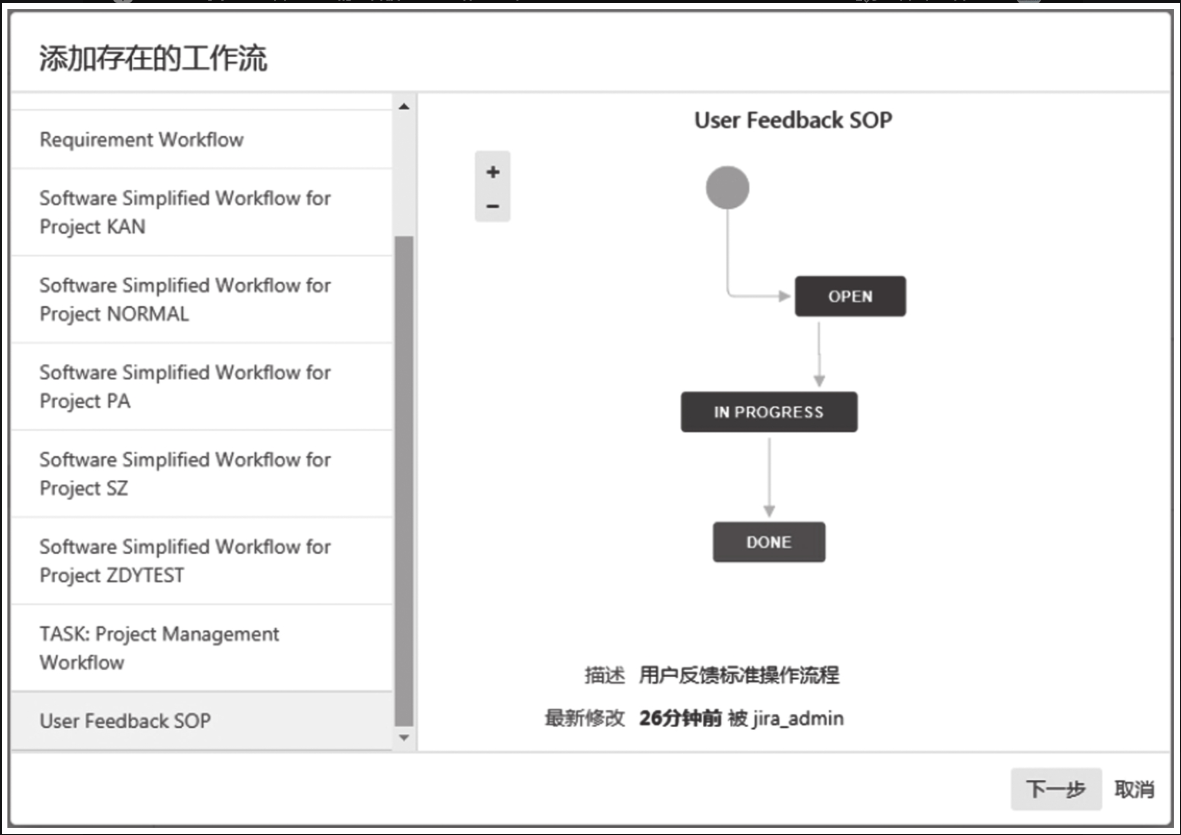 添加存在的工作流
Requirement Workflow
Software Simplified Workflow for
Project KAN
Software Simplified Workflow for
Project NORMAL
Software Simplified Workflow for
Project PA
Software Simplified Workflow for
Project SZ
Software Simplified Workflow for
Project ZDYTEST
TASK: Project Management
Workflow
User Feedback SOP
User Feedback SOP
+
−
OPEN
IN PROGRESS
DONE
描述 用户反馈标准操作流程
最新修改 26分钟前 被 jira_admin
下一步 取消